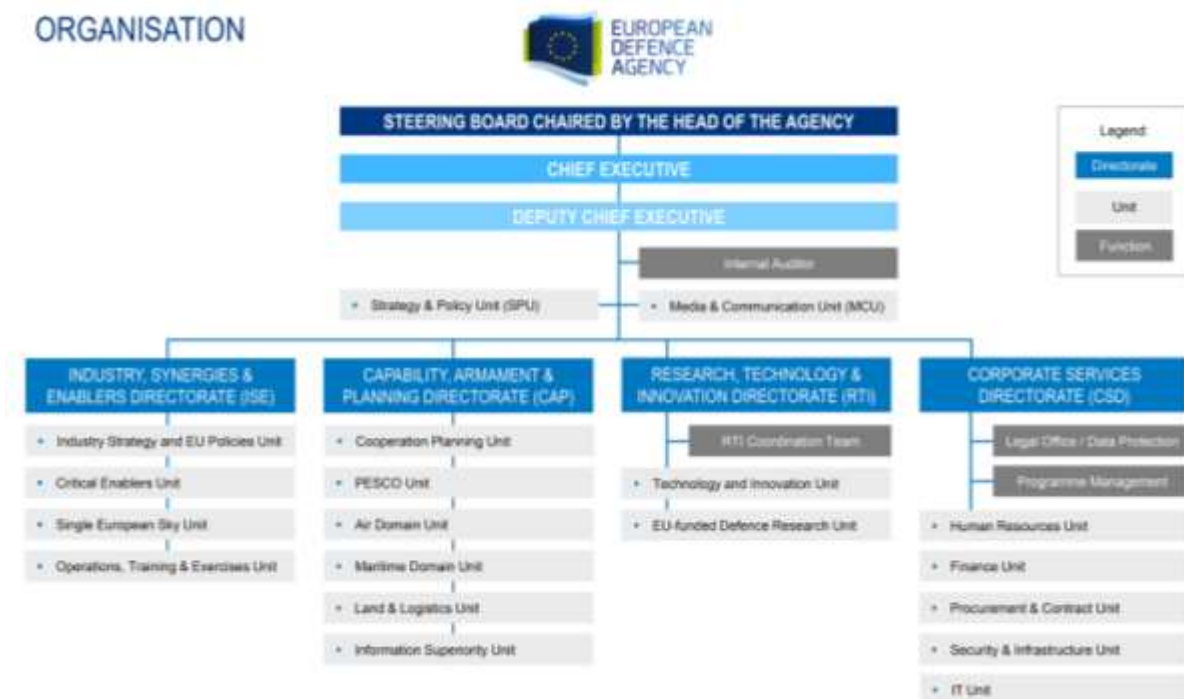 ORGANISATION
EUROPEAN
DEFENCE
AGENCY
STEERING BOARD CHAIRED BY THE HEAD OF THE AGENCY
CHIEF EXECUTIVE
DEPUTY CHIEF EXECUTIVE
Legend
Directorate
Unit
Function
Internal Auditor
• Strategy & Policy Unit (SPU)
• Media & Communication Unit (MCU)
INDUSTRY, SYNERGIES &
ENABLERS DIRECTORATE (ISE)
• Industry Strategy and EU Policies Unit
• Critical Enablers Unit
• Single European Sky Unit
• Operations, Training & Exercises Unit
CAPABILITY, ARMAMENT &
PLANNING DIRECTORATE (CAP)
• Cooperation Planning Unit
• PESCO Unit
• Air Domain Unit
• Maritime Domain Unit
• Land & Logistics Unit
• Information Superiority Unit
RESEARCH, TECHNOLOGY &
INNOVATION DIRECTORATE (RTI)
RTI Coordination Team
• Technology and Innovation Unit
• EU-funded Defence Research Unit
CORPORATE SERVICES
DIRECTORATE (CSD)
Legal Office / Data Protection
Programme Management
• Human Resources Unit
• Finance Unit
• Procurement & Contract Unit
• Security & Infrastructure Unit
• IT Unit